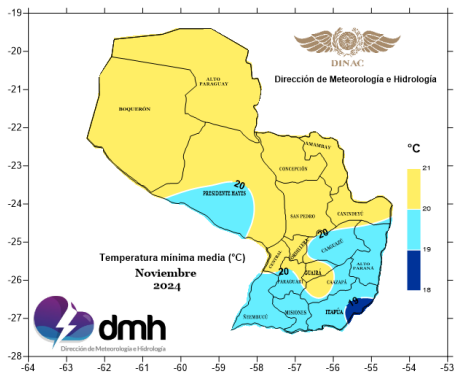 DINAC
Dirección de Meteorología e Hidrología
ALTO
PARAGUAY
BOQUERÓN
AMAMBAY
°C
CONCEPCIÓN
20
PRESIDENTE HAYES
SAN PEDRO
CANINDEYÚ
20
CORDILLERA
CAAGUAZÚ
CENTRAL
ALTO
PARANÁ
20
GUAIRÁ
PARAGUARÍ
CAAZAPÁ
ÑEEMBUCÚ
MISIONES
ITAPÚA
19
Temperatura mínima media (°C)
Noviembre
2024
dmh
Dirección de Meteorología e Hidrología
21
20
19
18
−19
−20
−21
−22
−23
−24
−25
−26
−27
−28
−64 −63 −62 −61 −60 −59 −58 −57 −56 −55 −54 −53